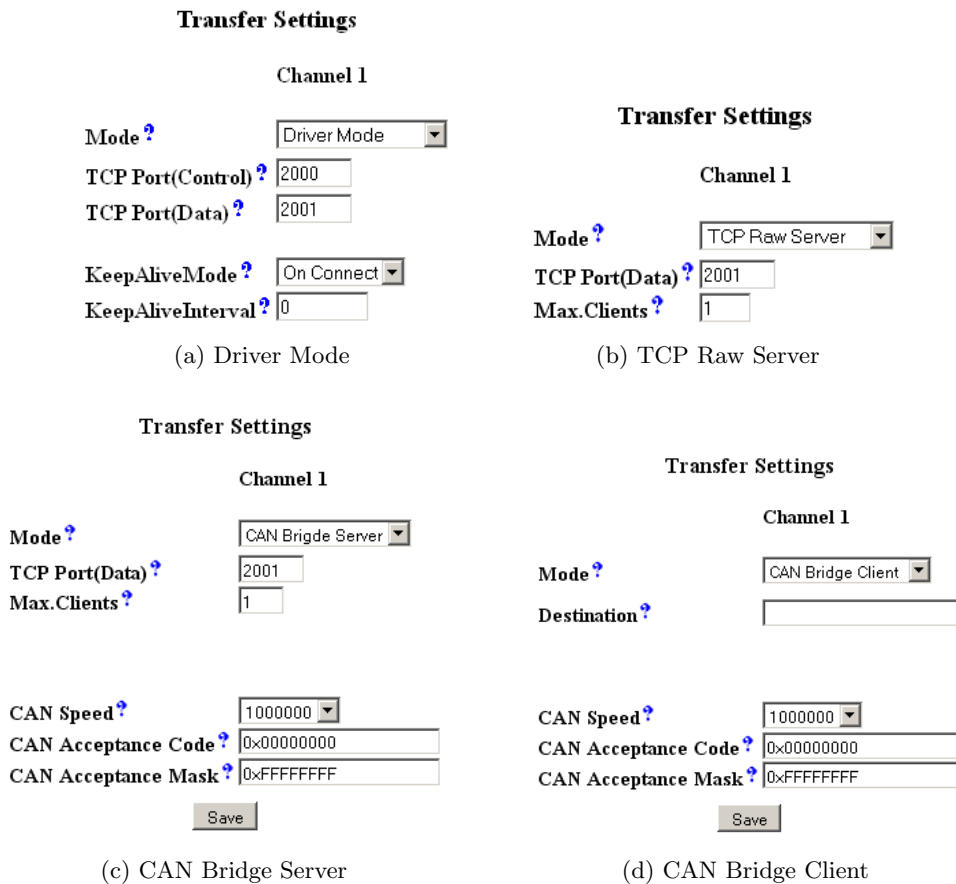 Transfer Settings
Channel 1
Mode ? Driver Mode
TCP Port(Control) ? 2000
TCP Port(Data) ? 2001
KeepAliveMode ? On Connect
KeepAliveInterval ? 0
(a) Driver Mode
Transfer Settings
Channel 1
Mode ? TCP Raw Server
TCP Port(Data) ? 2001
Max.Clients ? 1
(b) TCP Raw Server
Transfer Settings
Channel 1
Mode ? CAN Brigde Server
TCP Port(Data) ? 2001
Max.Clients ? 1
CAN Speed ? 1000000
CAN Acceptance Code ? 0x00000000
CAN Acceptance Mask ? 0xFFFFFFFF
Save
(c) CAN Bridge Server
Transfer Settings
Channel 1
Mode ? CAN Bridge Client
Destination ?
CAN Speed ? 1000000
CAN Acceptance Code ? 0x00000000
CAN Acceptance Mask ? 0xFFFFFFFF
Save
(d) CAN Bridge Client